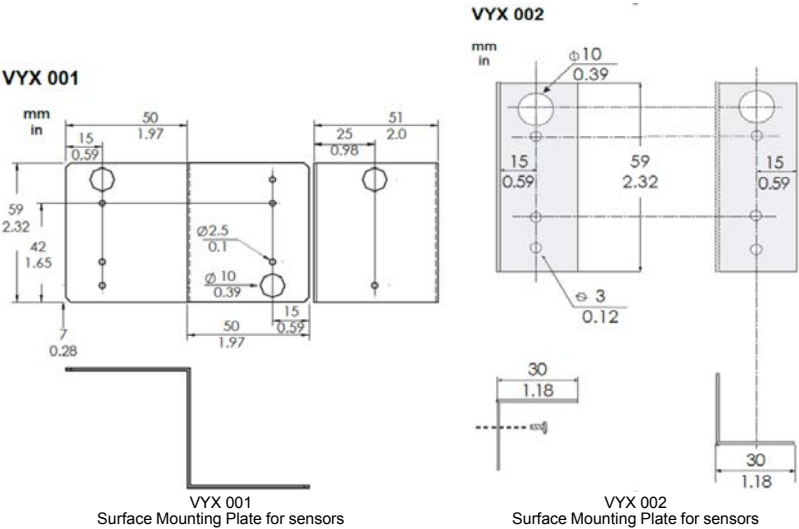 VYX 001
mm
in
50
1.97
15
0.59
51
2.0
25
0.98
59
2.32
42
1.65
Ø2.5
0.1
Ø 10
0.39
15
0.59
50
1.97
7
0.28
VYX 001
Surface Mounting Plate for sensors
VYX 002
mm
in
ϕ10
0.39
15
0.59
59
2.32
15
0.59
⌀ 3
0.12
30
1.18
30
1.18
VYX 002
Surface Mounting Plate for sensors